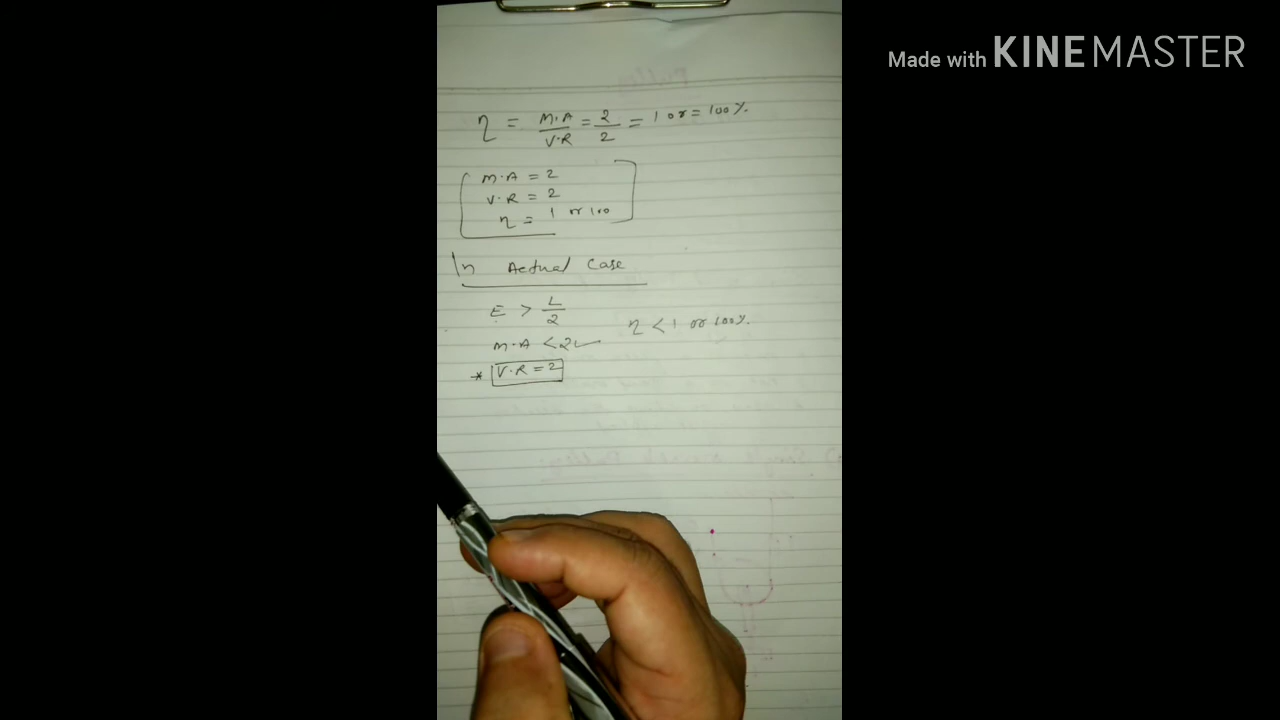 Made with KINEMASTER
η = M.A / V.R = 2 / 2 = 1 or = 100%.
M.A = 2
V.R = 2
η = 1 or 100
In Actual Case
E > L / 2
η < 1 or 100%.
M.A < 2
* V.R = 2